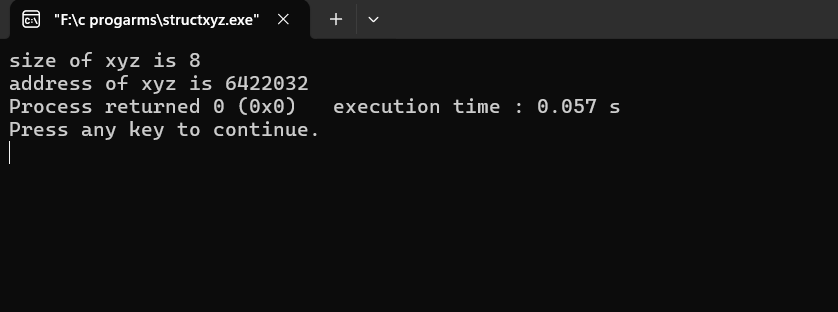 "F:\c progarms\structxyz.exe"
size of xyz is 8
address of xyz is 6422032
Process returned 0 (0x0)   execution time : 0.057 s
Press any key to continue.